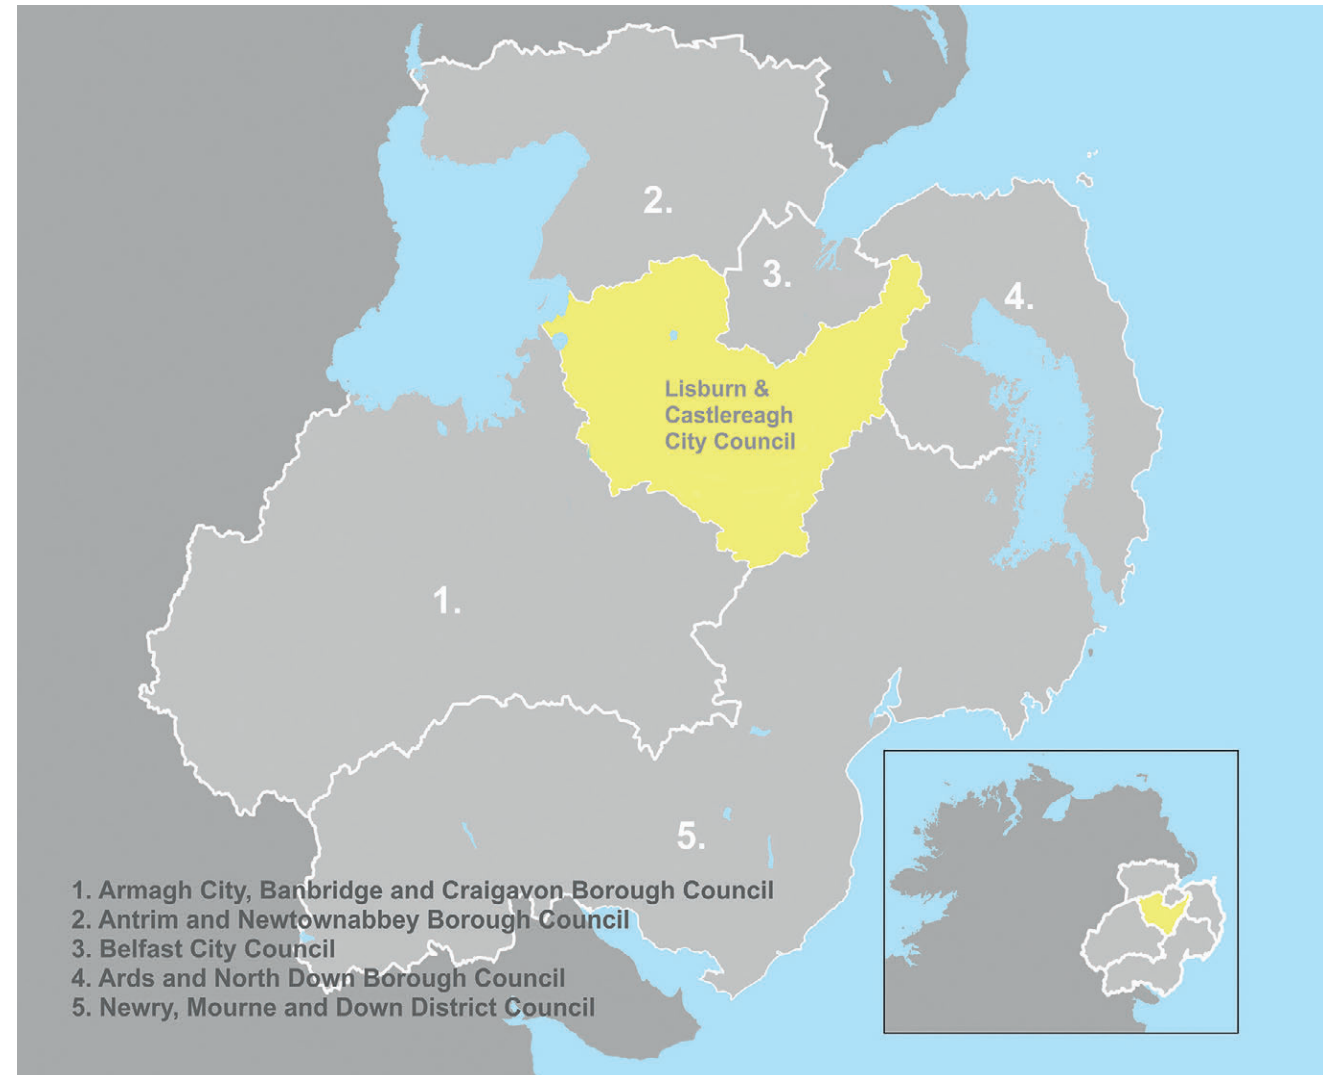 2.
3.
4.
Lisburn &
Castlereagh
City Council
1.
5.
1. Armagh City, Banbridge and Craigavon Borough Council
2. Antrim and Newtownabbey Borough Council
3. Belfast City Council
4. Ards and North Down Borough Council
5. Newry, Mourne and Down District Council